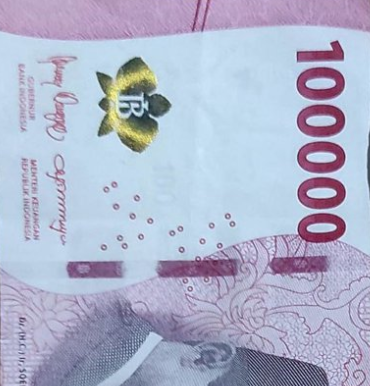 100000
GUBERNUR
BANK INDONESIA
MENTERI KEUANGAN
REPUBLIK INDONESIA